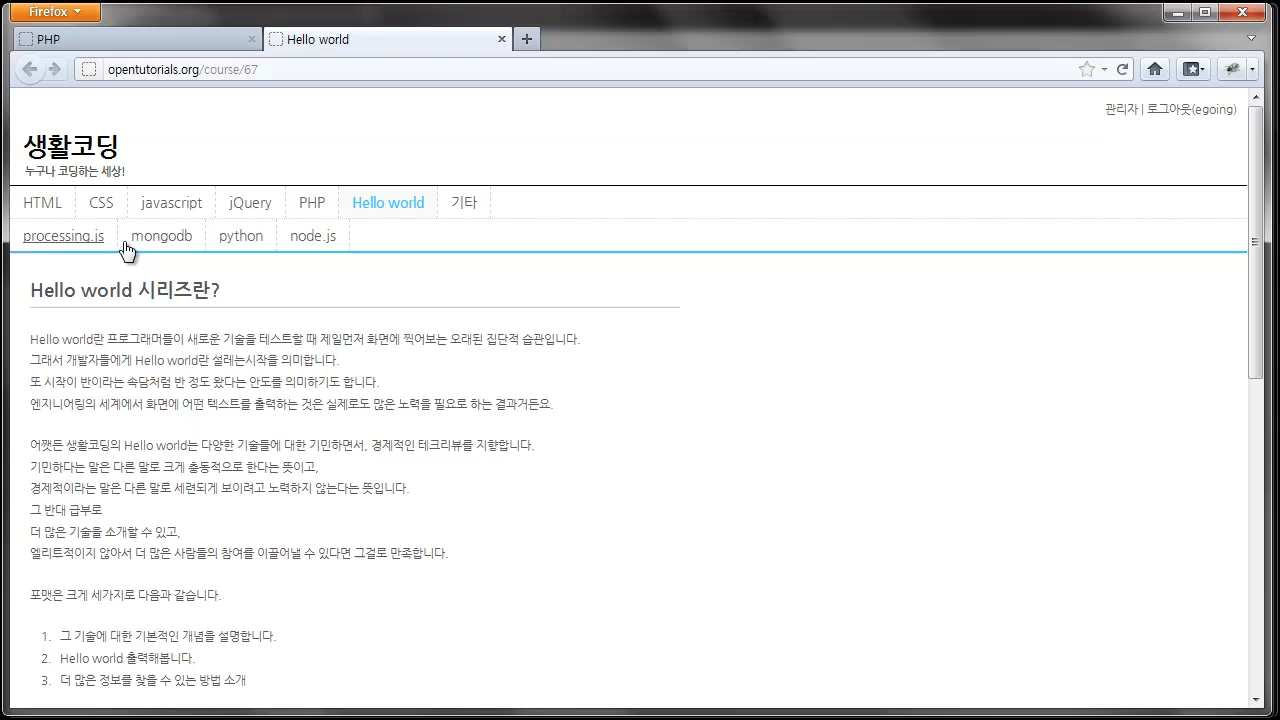 Firefox
PHP
Hello world
opentutorials.org/course/67
관리자 | 로그아웃(egoing)
생활코딩
누구나 코딩하는 세상!
HTML CSS javascript jQuery PHP Hello world 기타
processing.js mongodb python node.js
Hello world 시리즈란?
Hello world란 프로그래머들이 새로운 기술을 테스트할 때 제일먼저 화면에 찍어보는 오래된 집단적 습관입니다.
그래서 개발자들에게 Hello world란 설레는시작을 의미합니다.
또 시작이 반이라는 속담처럼 반 정도 왔다는 안도를 의미하기도 합니다.
엔지니어링의 세계에서 화면에 어떤 텍스트를 출력하는 것은 실제로도 많은 노력을 필요로 하는 결과거든요.
어쨋든 생활코딩의 Hello world는 다양한 기술들에 대한 기민하면서, 경제적인 테크리뷰를 지향합니다.
기민하다는 말은 다른 말로 크게 충동적으로 한다는 뜻이고,
경제적이라는 말은 다른 말로 세련되게 보이려고 노력하지 않는다는 뜻입니다.
그 반대 급부로
더 많은 기술을 소개할 수 있고,
엘리트적이지 않아서 더 많은 사람들의 참여를 이끌어낼 수 있다면 그걸로 만족합니다.
포맷은 크게 세가지로 다음과 같습니다.
1. 그 기술에 대한 기본적인 개념을 설명합니다.
2. Hello world 출력해봅니다.
3. 더 많은 정보를 찾을 수 있는 방법 소개